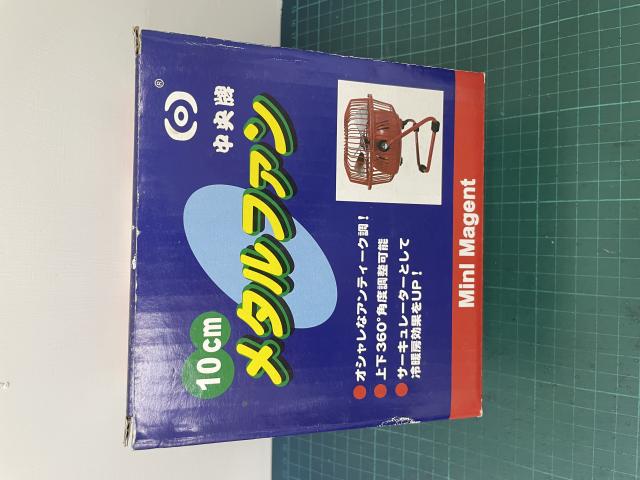 ®
中央牌
10cm
メタルファン
オシャレなアンティーク調!
上下360°角度調整可能
サーキュレーターとして
冷暖房効果をUP!
Mini Magent